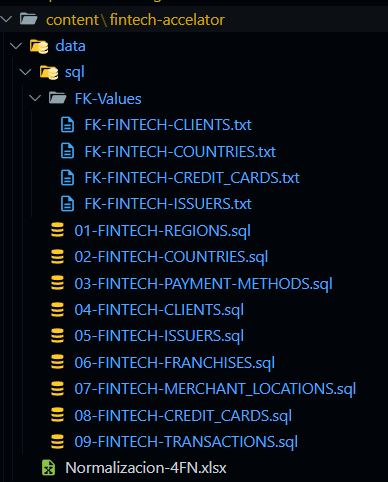 content\fintech-accelator
data
sql
FK-Values
FK-FINTECH-CLIENTS.txt
FK-FINTECH-COUNTRIES.txt
FK-FINTECH-CREDIT_CARDS.txt
FK-FINTECH-ISSUERS.txt
01-FINTECH-REGIONS.sql
02-FINTECH-COUNTRIES.sql
03-FINTECH-PAYMENT-METHODS.sql
04-FINTECH-CLIENTS.sql
05-FINTECH-ISSUERS.sql
06-FINTECH-FRANCHISES.sql
07-FINTECH-MERCHANT_LOCATIONS.sql
08-FINTECH-CREDIT_CARDS.sql
09-FINTECH-TRANSACTIONS.sql
Normalizacion-4FN.xlsx